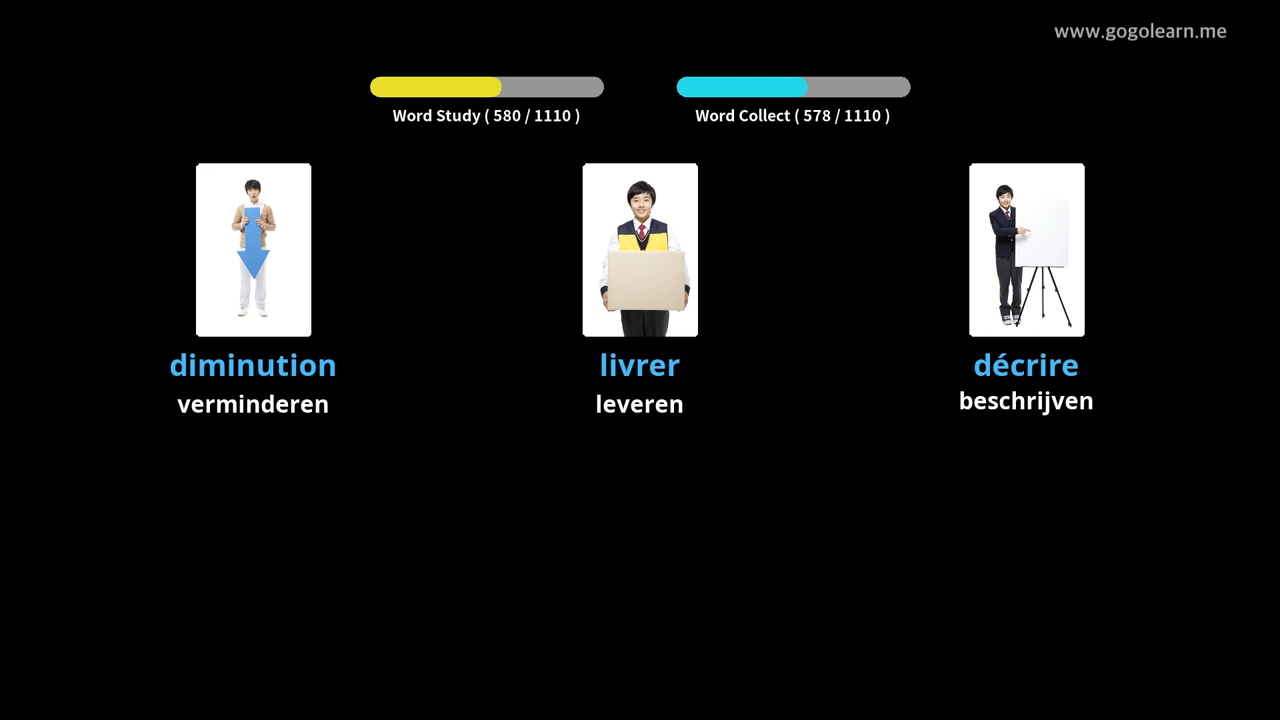 www.gogolearn.me
Word Study ( 580 / 1110 )
Word Collect ( 578 / 1110 )
diminution
verminderen
livrer
leveren
décrire
beschrijven